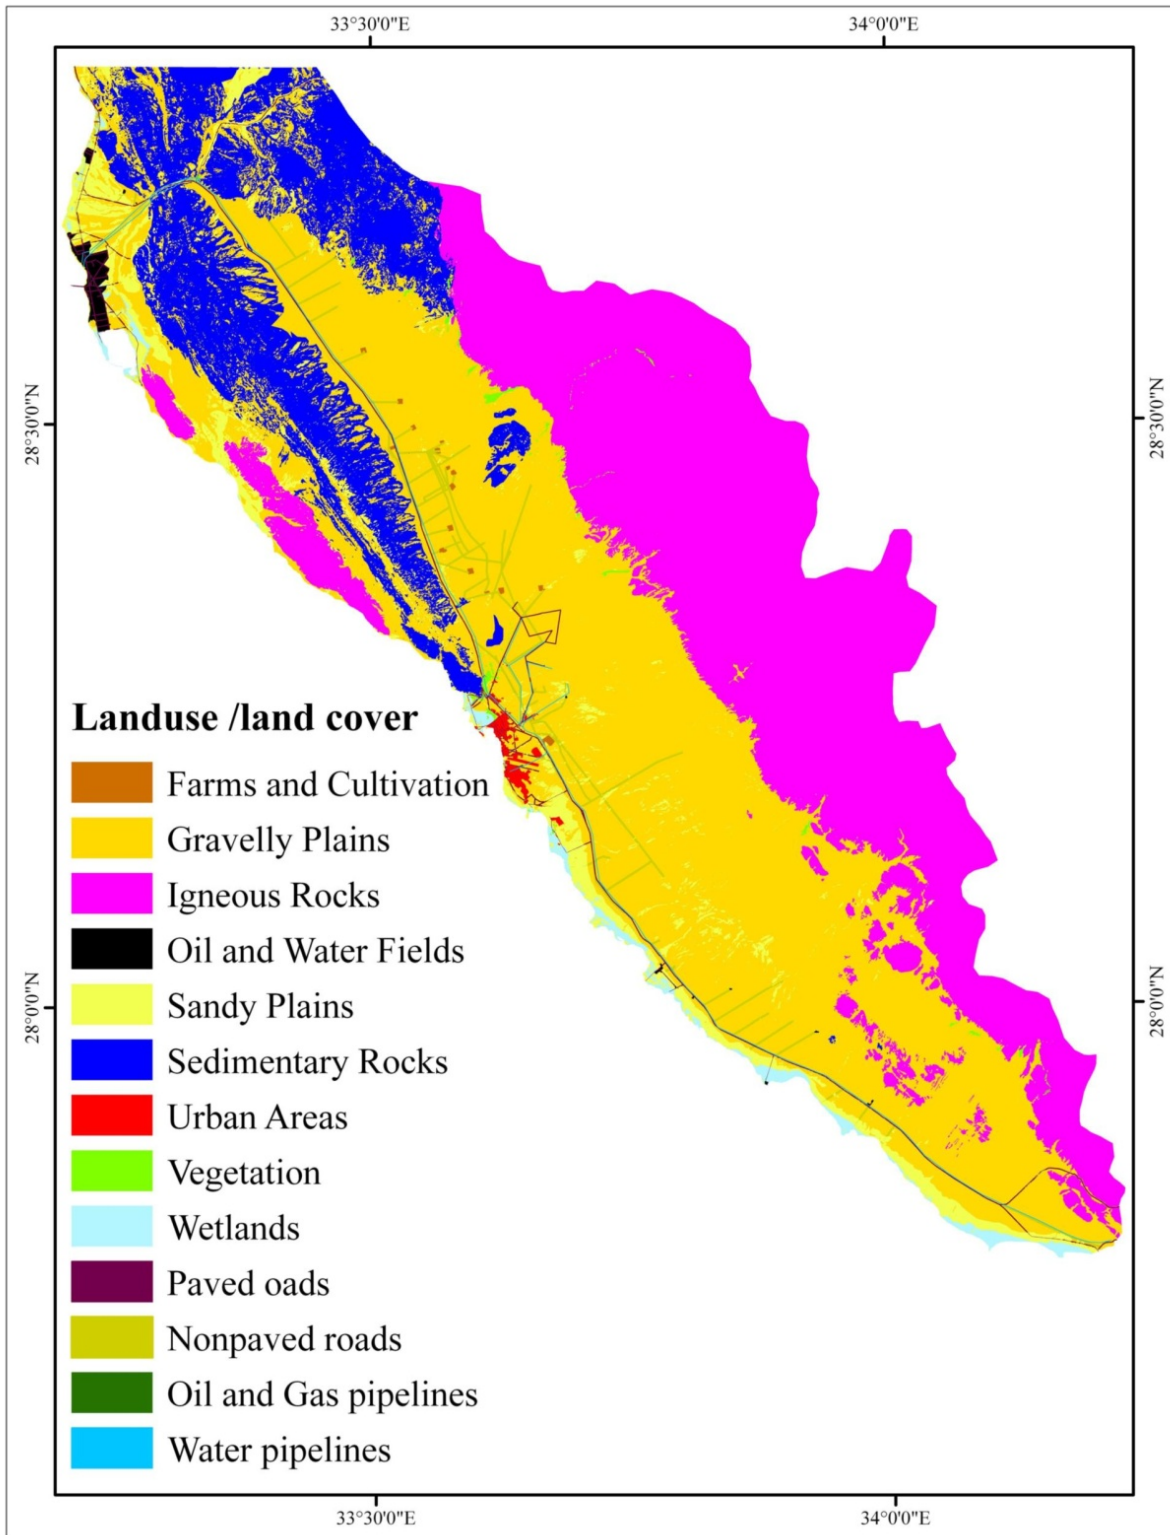 33°30'0"E 34°0'0"E
28°30'0"N 28°30'0"N
28°0'0"N 28°0'0"N
Landuse /land cover
Farms and Cultivation
Gravelly Plains
Igneous Rocks
Oil and Water Fields
Sandy Plains
Sedimentary Rocks
Urban Areas
Vegetation
Wetlands
Paved oads
Nonpaved roads
Oil and Gas pipelines
Water pipelines
33°30'0"E 34°0'0"E